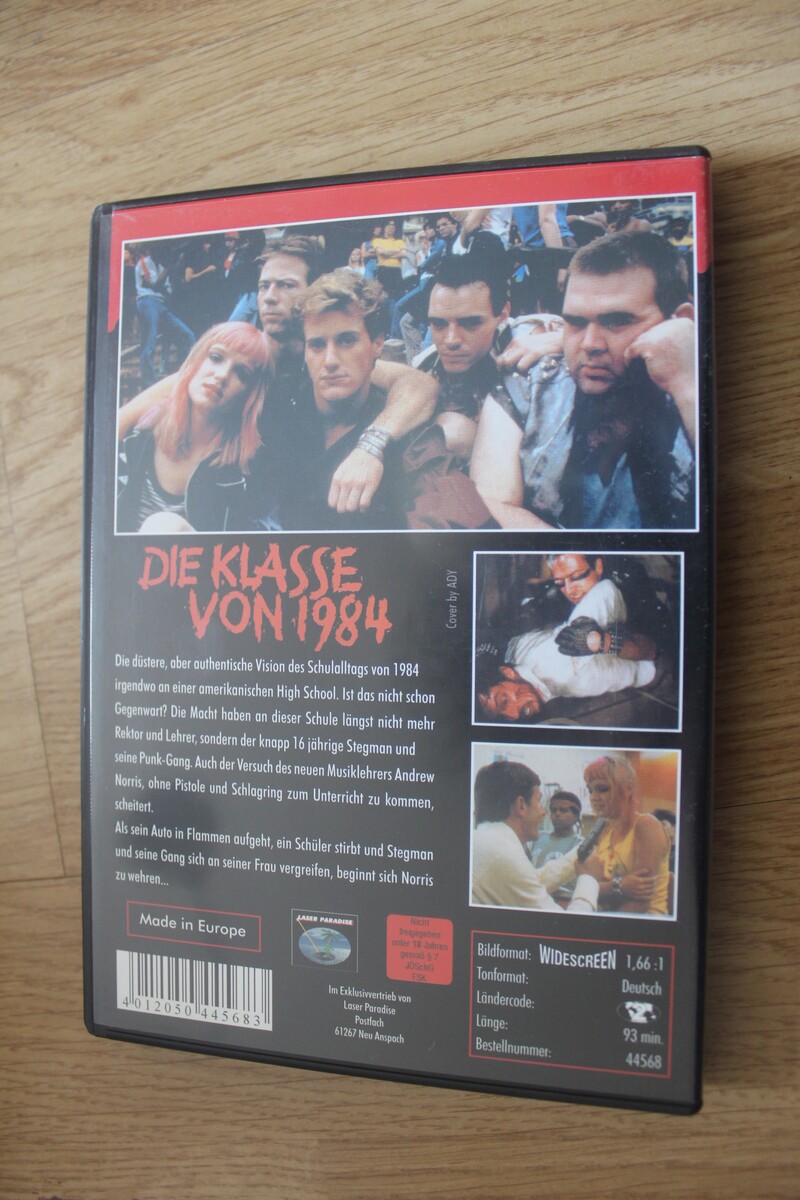 DIE KLASSE
VON 1984
Cover by ADY
Die düstere, aber authentische Vision des Schulalltags von 1984
irgendwo an einer amerikanischen High School. Ist das nicht schon
Gegenwart? Die Macht haben an dieser Schule längst nicht mehr
Rektor und Lehrer, sondern der knapp 16 jährige Stegman und
seine Punk-Gang. Auch der Versuch des neuen Musiklehrers Andrew
Norris, ohne Pistole und Schlagring zum Unterricht zu kommen,
scheitert.
Als sein Auto in Flammen aufgeht, ein Schüler stirbt und Stegman
und seine Gang sich an seiner Frau vergreifen, beginnt sich Norris
zu wehren...
Made in Europe
LASER PARADISE
Nicht
freigegeben
unter 18 Jahren
gemäß § 7
JÖSchG
FSK
4 012050 445683
Im Exklusivvertrieb von
Laser Paradise
Postfach
61267 Neu Anspach
Bildformat: WIDESCREEN 1,66 :1
Tonformat: Deutsch
Ländercode:
Länge: 93 min.
Bestellnummer: 44568